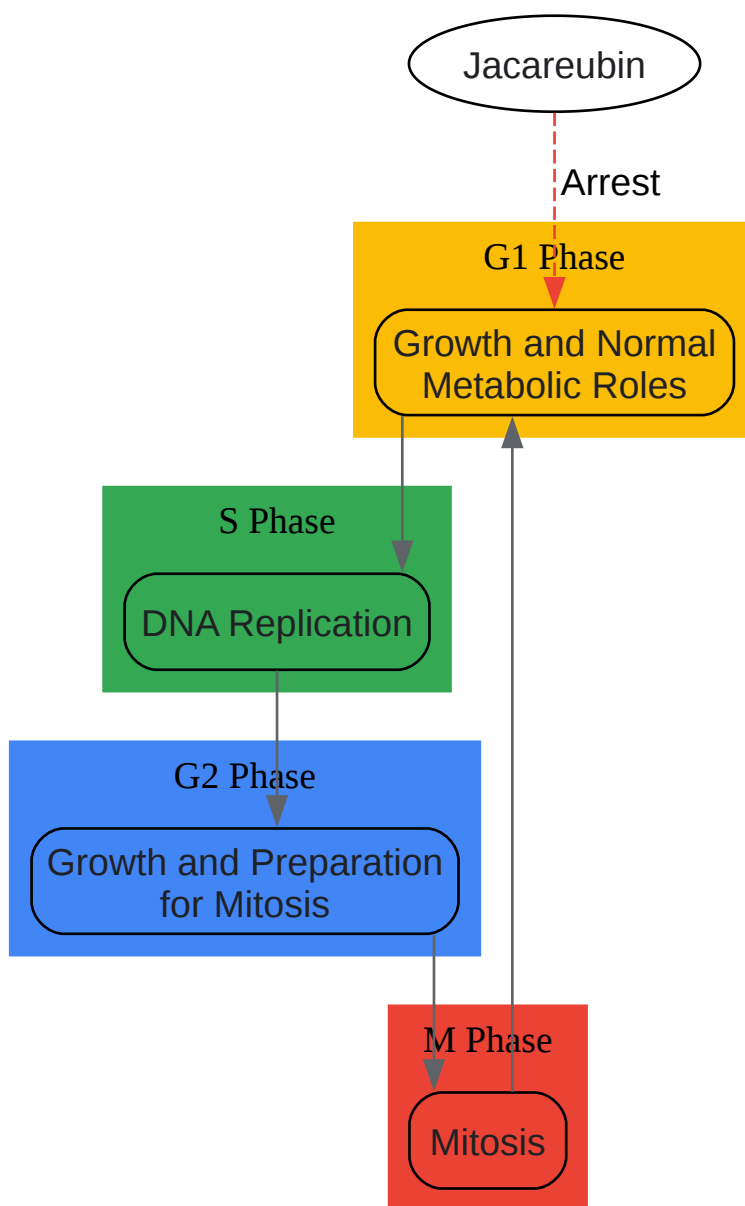 Jacareubin
Arrest
G1 Phase
Growth and Normal
Metabolic Roles
S Phase
DNA Replication
G2 Phase
Growth and Preparation
for Mitosis
M Phase
Mitosis